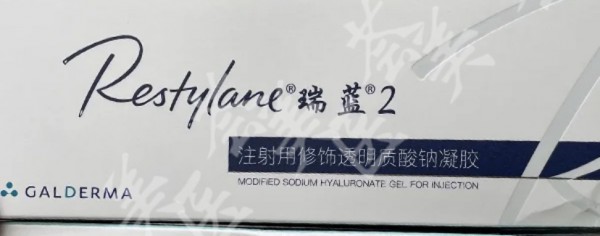 Restylane®瑞蓝®2
注射用修饰透明质酸钠凝胶
MODIFIED SODIUM HYALURONATE GEL FOR INJECTION
GALDERMA